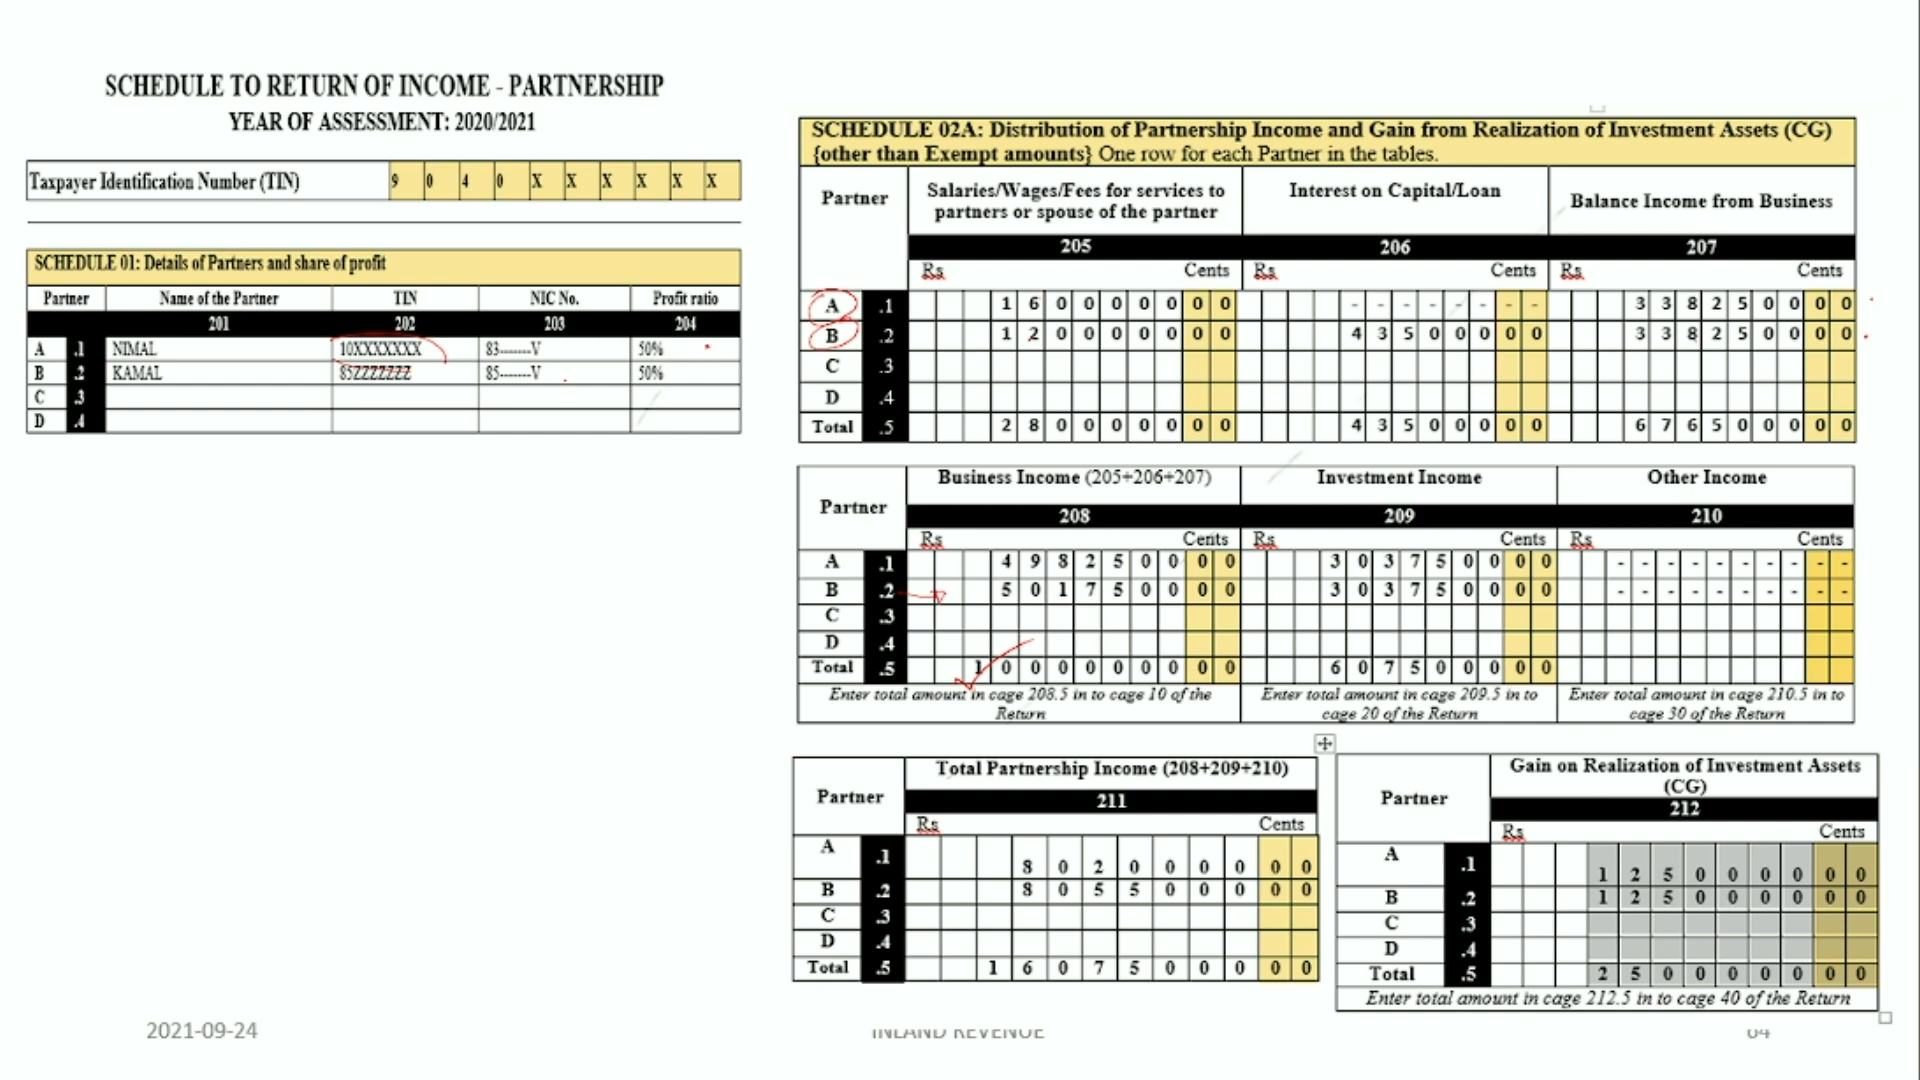 SCHEDULE TO RETURN OF INCOME - PARTNERSHIP
YEAR OF ASSESSMENT: 2020/2021
Taxpayer Identification Number (TIN) 9 0 4 0 X X X X X X
SCHEDULE 01: Details of Partners and share of profit
Partner Name of the Partner TIN NIC No. Profit ratio
201 202 203 204
A .1 NIMAL 10XXXXXXX 83-------V 50%
B .2 KAMAL 85ZZZZZZZ 85-------V 50%
C .3
D .4
SCHEDULE 02A: Distribution of Partnership Income and Gain from Realization of Investment Assets (CG)
{other than Exempt amounts} One row for each Partner in the tables.
Partner Salaries/Wages/Fees for services to partners or spouse of the partner Interest on Capital/Loan Balance Income from Business
205 206 207
Rs Cents Rs Cents Rs Cents
A .1 1 6 0 0 0 0 0 0 0 - - - - - - - - 3 3 8 2 5 0 0 0 0
B .2 1 2 0 0 0 0 0 0 0 4 3 5 0 0 0 0 0 3 3 8 2 5 0 0 0 0
C .3
D .4
Total .5 2 8 0 0 0 0 0 0 0 4 3 5 0 0 0 0 0 6 7 6 5 0 0 0 0 0
Partner Business Income (205+206+207) Investment Income Other Income
208 209 210
Rs Cents Rs Cents Rs Cents
A .1 4 9 8 2 5 0 0 0 0 3 0 3 7 5 0 0 0 0 - - - - - - - - - -
B .2 5 0 1 7 5 0 0 0 0 3 0 3 7 5 0 0 0 0 - - - - - - - - - -
C .3
D .4
Total .5 1 0 0 0 0 0 0 0 0 0 6 0 7 5 0 0 0 0 0
Enter total amount in cage 208.5 in to cage 10 of the Return
Enter total amount in cage 209.5 in to cage 20 of the Return
Enter total amount in cage 210.5 in to cage 30 of the Return
Partner Total Partnership Income (208+209+210)
211
Rs Cents
A .1 8 0 2 0 0 0 0 0 0
B .2 8 0 5 5 0 0 0 0 0
C .3
D .4
Total .5 1 6 0 7 5 0 0 0 0 0
Partner Gain on Realization of Investment Assets (CG)
212
Rs Cents
A .1 1 2 5 0 0 0 0 0 0
B .2 1 2 5 0 0 0 0 0 0
C .3
D .4
Total .5 2 5 0 0 0 0 0 0 0
Enter total amount in cage 212.5 in to cage 40 of the Return
2021-09-24
INLAND REVENUE
64